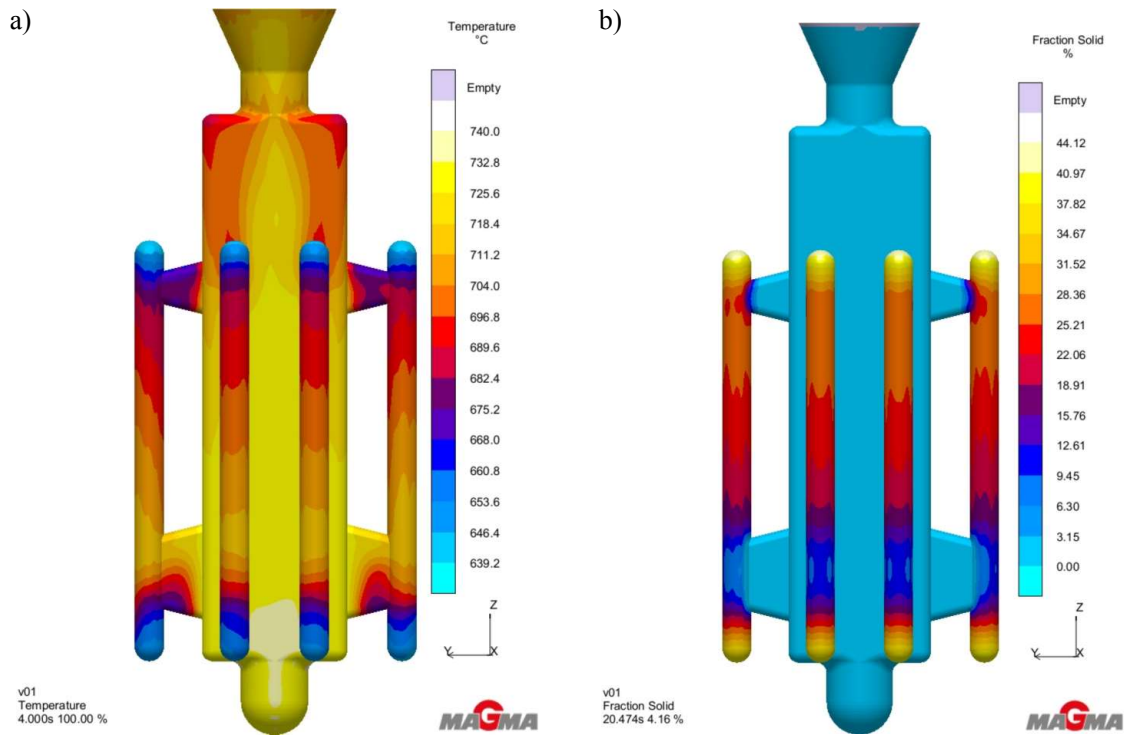 a)
Temperature
°C
Empty
740.0
732.8
725.6
718.4
711.2
704.0
696.8
689.6
682.4
675.2
668.0
660.8
653.6
646.4
639.2
Z
Y
X
v01
Temperature
4.000s 100.00 %
MAGMA
b)
Fraction Solid
%
Empty
44.12
40.97
37.82
34.67
31.52
28.36
25.21
22.06
18.91
15.76
12.61
9.45
6.30
3.15
0.00
Z
Y
X
v01
Fraction Solid
20.474s 4.16 %
MAGMA